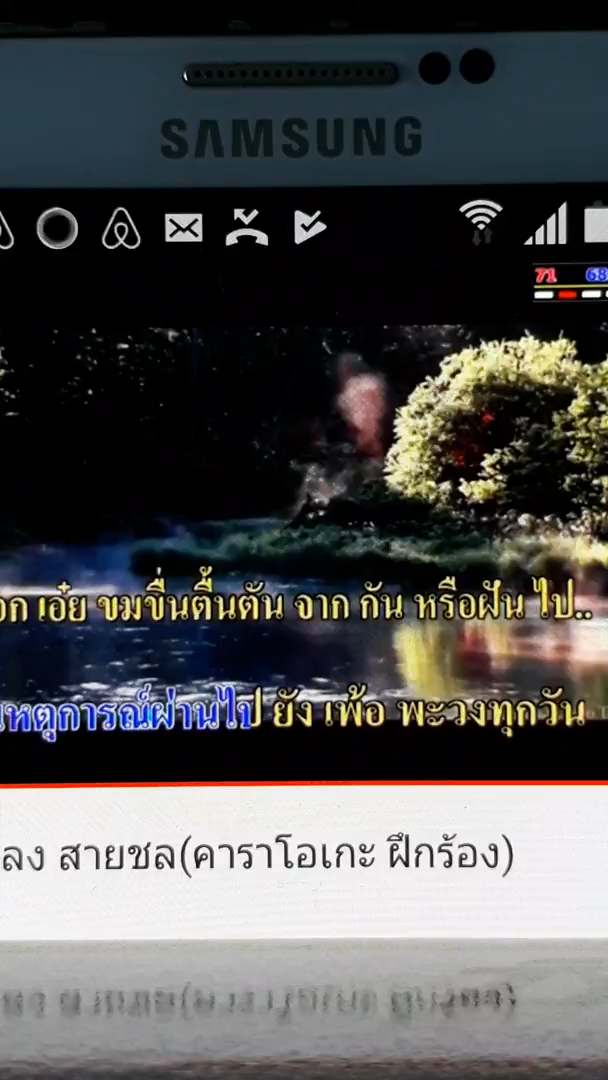 SAMSUNG
71 68
เอ๋ย ขมขื่นตื้นตัน จาก กัน หรือฝัน ไป..
เหตุการณ์ผ่านไป ยัง เพ้อ พะวงทุกวัน
ลง สายชล(คาราโอเกะ ฝึกร้อง)